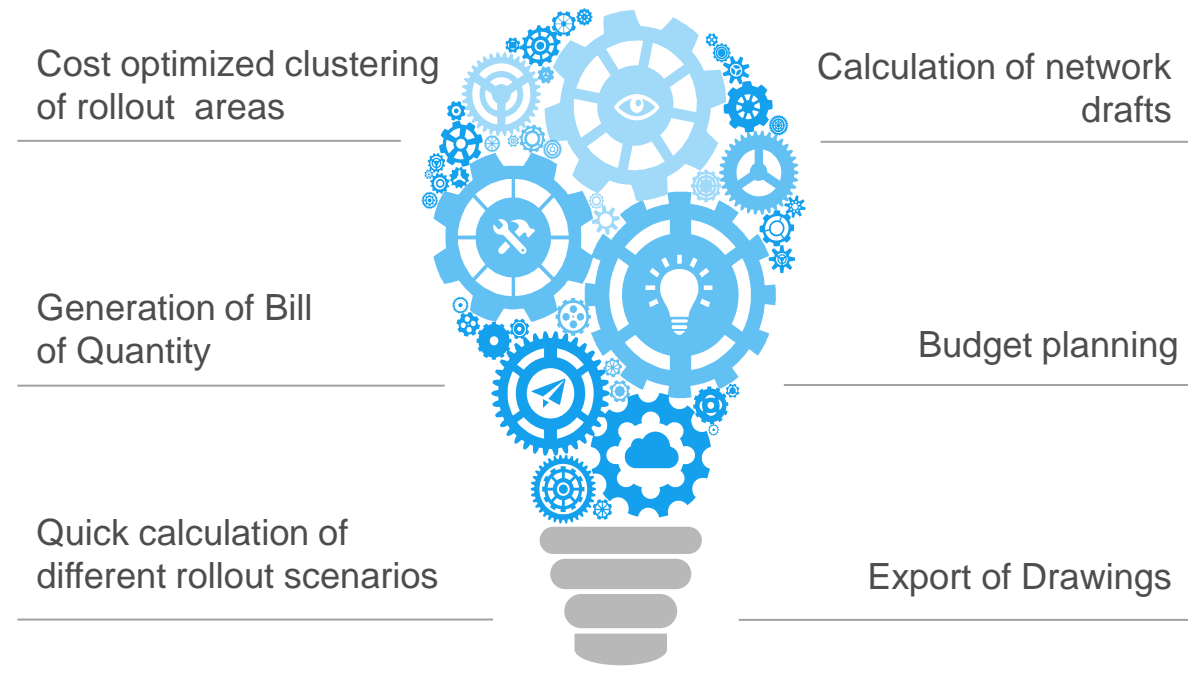 Cost optimized clustering
of rollout areas
Calculation of network
drafts
Generation of Bill
of Quantity
Budget planning
Quick calculation of
different rollout scenarios
Export of Drawings